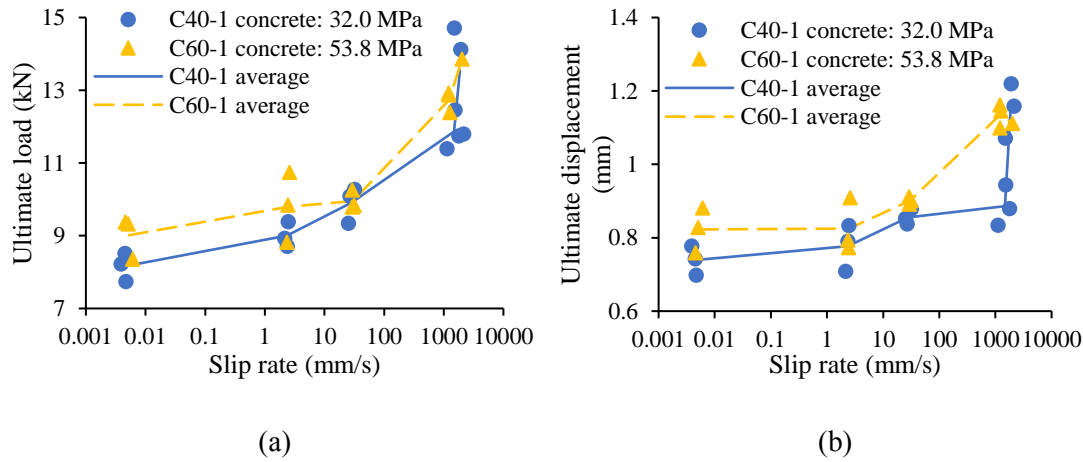 C40-1 concrete: 32.0 MPa
C60-1 concrete: 53.8 MPa
C40-1 average
C60-1 average
Ultimate load (kN)
15
13
11
9
7
0.001 0.01 0.1 1 10 100 1000 10000
Slip rate (mm/s)
(a)
C40-1 concrete: 32.0 MPa
C60-1 concrete: 53.8 MPa
C40-1 average
C60-1 average
Ultimate displacement
(mm)
1.4
1.2
1
0.8
0.6
0.001 0.01 0.1 1 10 100 1000 10000
Slip rate (mm/s)
(b)